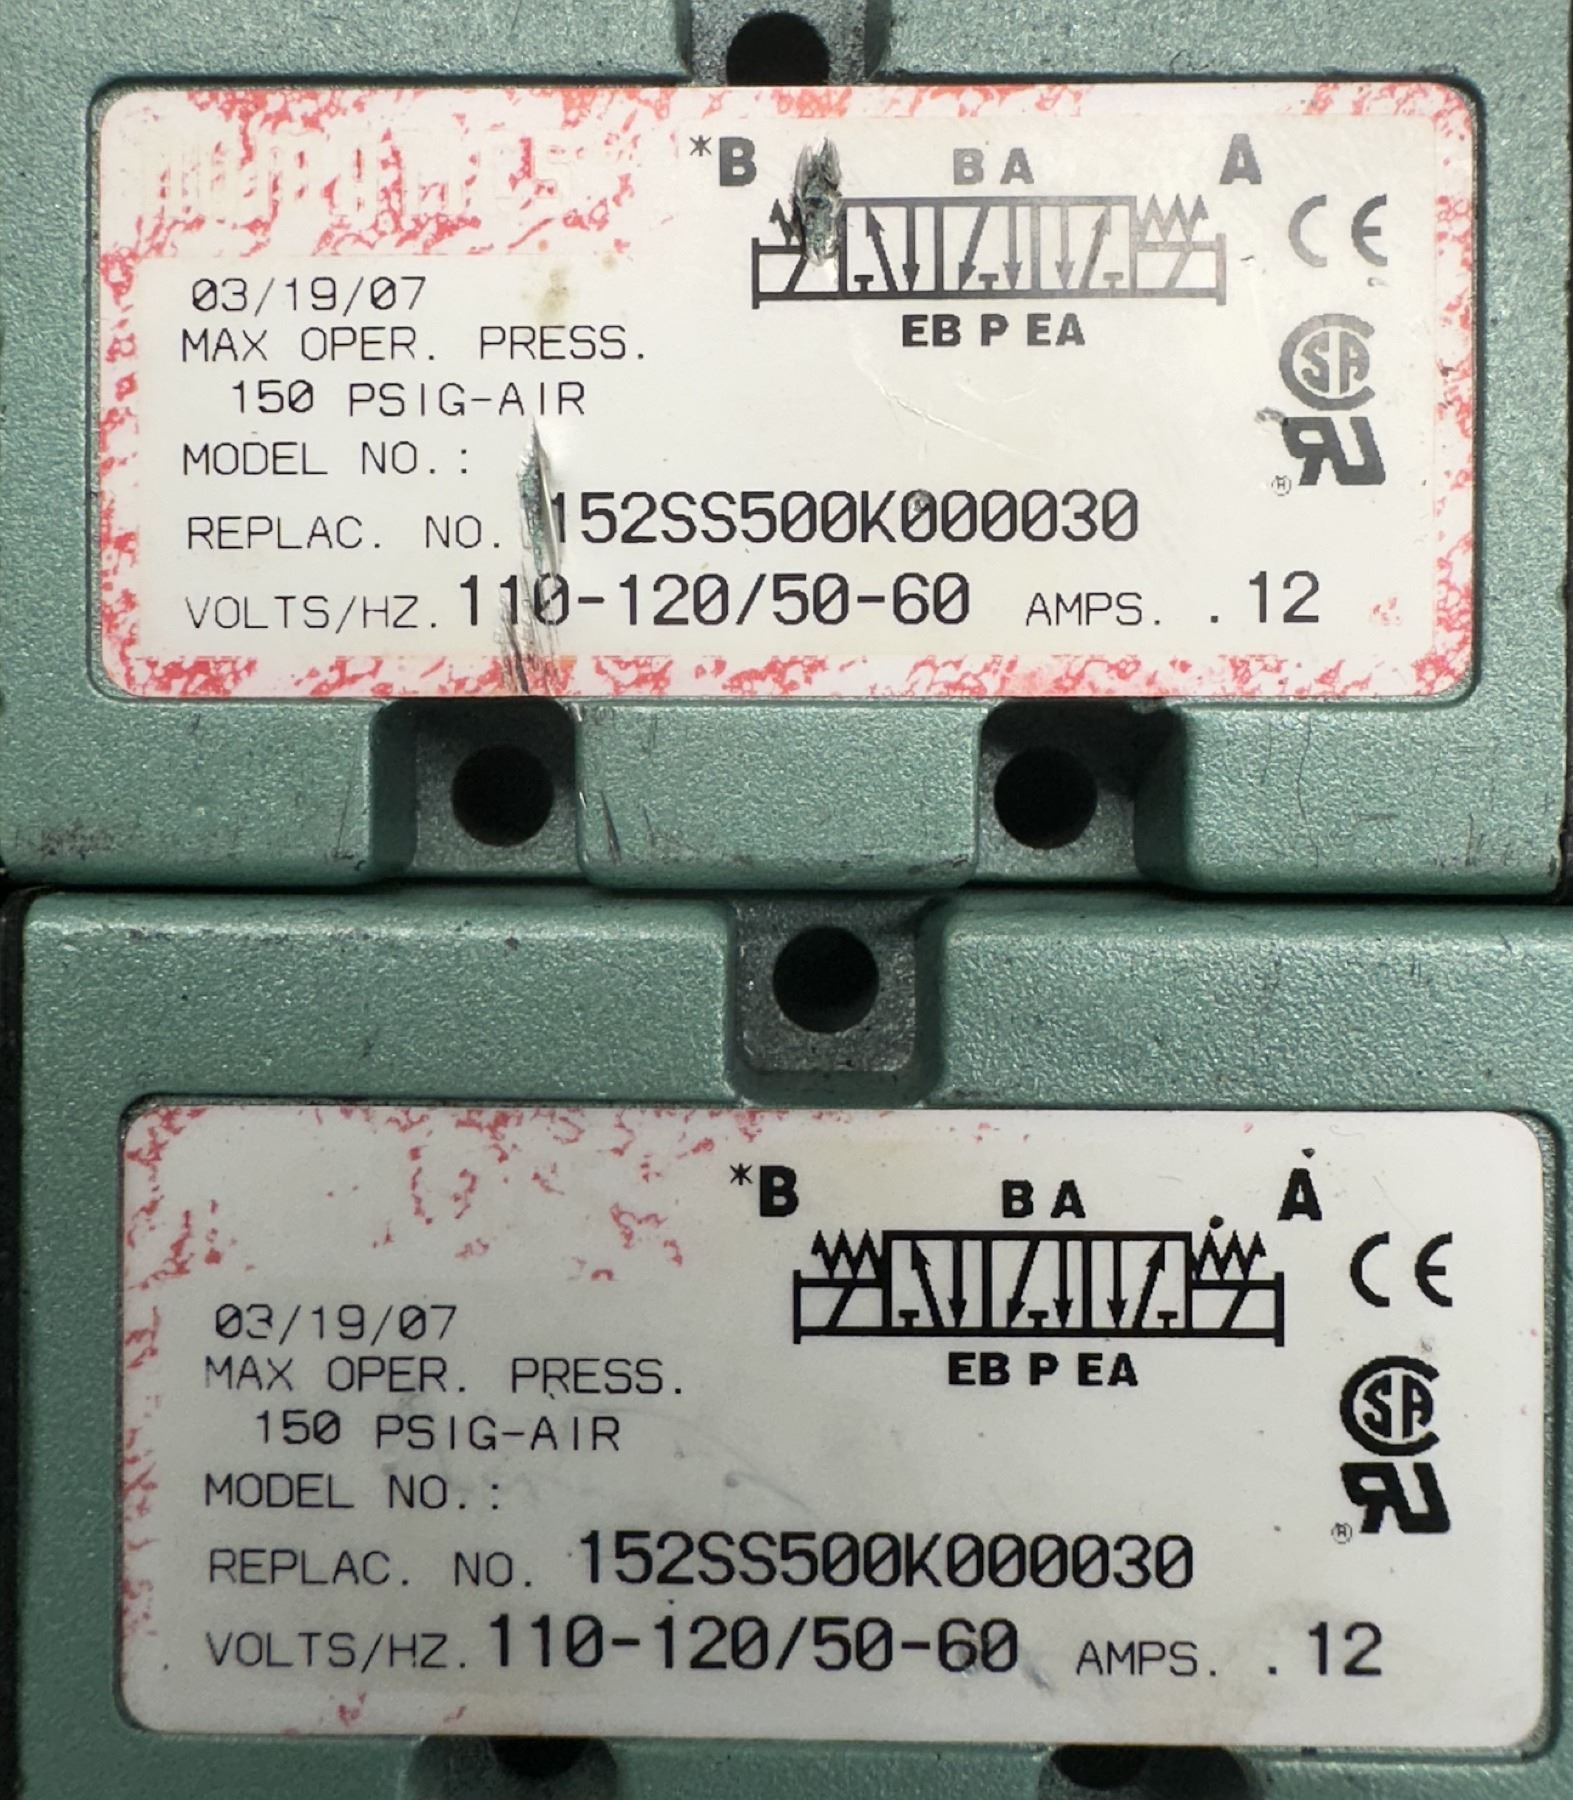 *B B A A
CE
03/19/07
EB P EA
MAX OPER. PRESS.
150 PSIG-AIR
MODEL NO.:
REPLAC. NO. 152SS500K000030
VOLTS/HZ. 110-120/50-60 AMPS. .12
*B B A A
CE
03/19/07
EB P EA
MAX OPER. PRESS.
150 PSIG-AIR
MODEL NO.:
REPLAC. NO. 152SS500K000030
VOLTS/HZ. 110-120/50-60 AMPS. .12